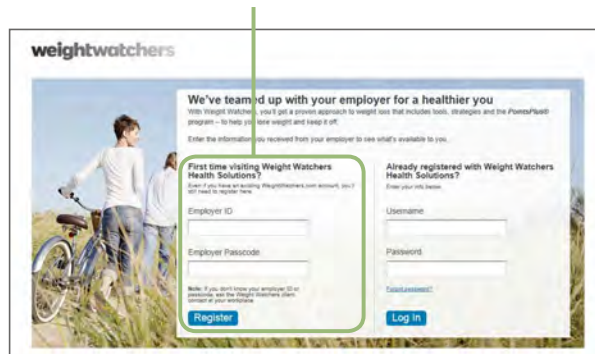 weightwatchers
We've teamed up with your employer for a healthier you
With Weight Watchers, you'll get a proven approach to weight loss that includes tools, strategies and the PointsPlus®
program – to help you lose weight and keep it off.
Enter the information you received from your employer to see what's available to you.
First time visiting Weight Watchers
Health Solutions?
Even if you have an existing WeightWatchers.com account, you'll
still need to register here.
Employer ID
Employer Passcode
Note: If you don't know your employer ID or
passcode, ask the Weight Watchers client
contact at your workplace.
Register
Already registered with Weight Watchers
Health Solutions?
Enter your info below.
Username
Password
Forgot password?
Log In